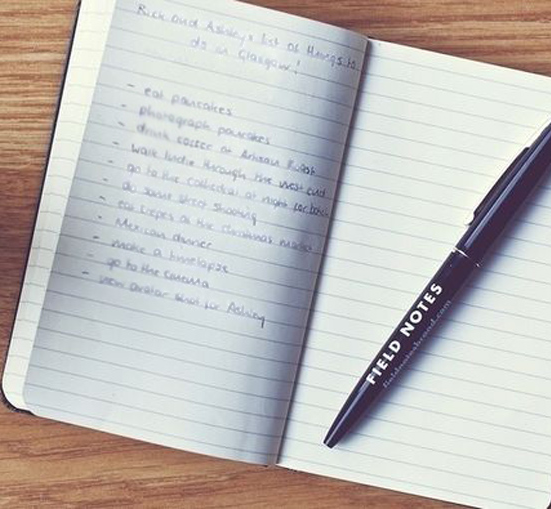 Rick and Ashley's list of things to
do in Glasgow!
- eat pancakes
- photograph pancakes
- drink coffee at Artisan Roast
- walk Indie through the west end
- go to the cathedral at night for
- do some street shooting
- eat crepes at the christmas market
- Mexican dinner
- make a timelapse
- go to the cinema
- new avatar shot for Ashley
FIELD NOTES
fieldnotesbrand.com